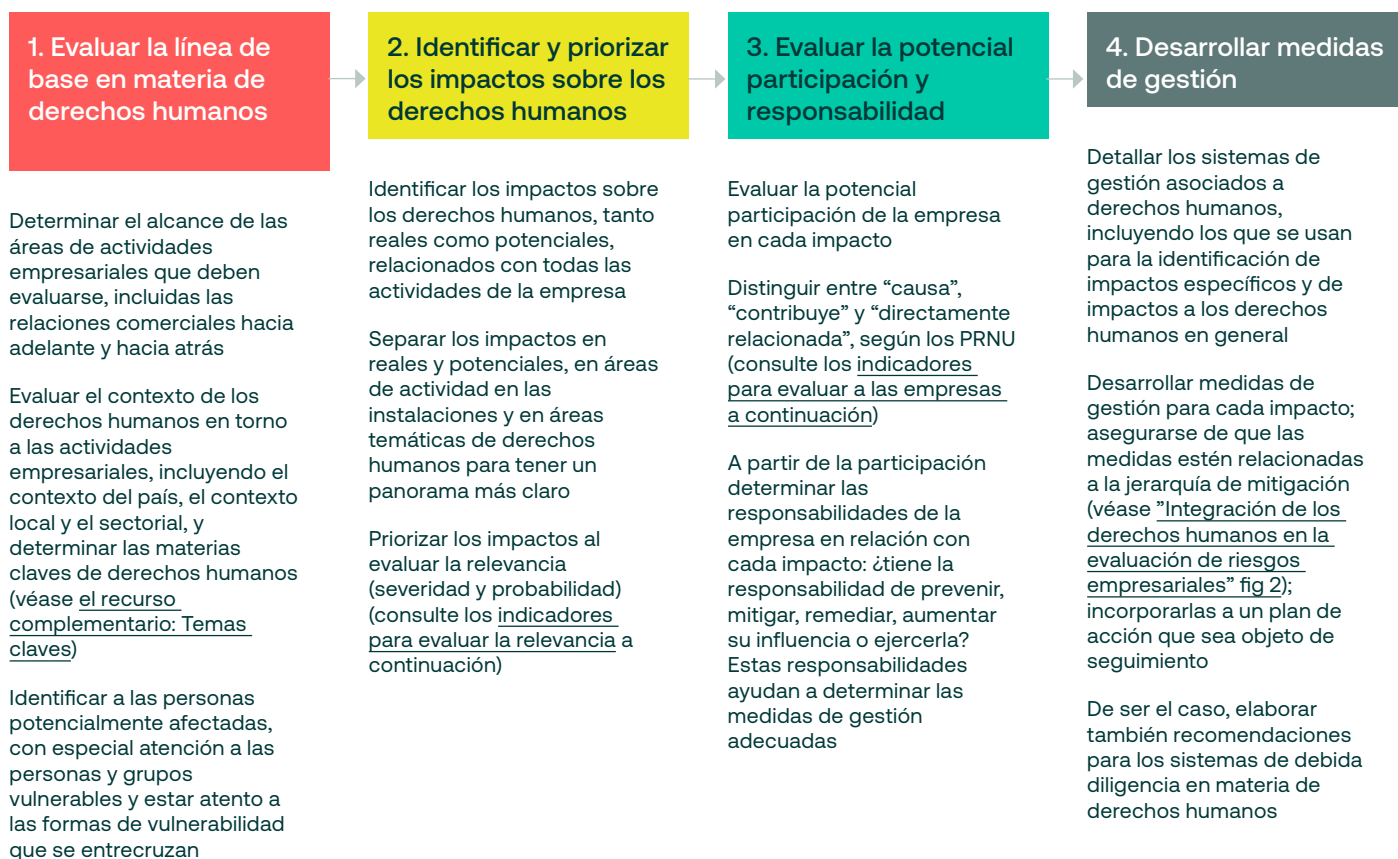 1. Evaluar la línea de
base en materia de
derechos humanos
Determinar el alcance de las
áreas de actividades
empresariales que deben
evaluarse, incluidas las
relaciones comerciales hacia
adelante y hacia atrás
Evaluar el contexto de los
derechos humanos en torno
a las actividades
empresariales, incluyendo el
contexto del país, el contexto
local y el sectorial, y
determinar las materias
claves de derechos humanos
(véase el recurso
complementario: Temas
claves)
Identificar a las personas
potencialmente afectadas,
con especial atención a las
personas y grupos
vulnerables y estar atento a
las formas de vulnerabilidad
que se entrecruzan
2. Identificar y priorizar
los impactos sobre los
derechos humanos
Identificar los impactos sobre
los derechos humanos, tanto
reales como potenciales,
relacionados con todas las
actividades de la empresa
Separar los impactos en
reales y potenciales, en áreas
de actividad en las
instalaciones y en áreas
temáticas de derechos
humanos para tener un
panorama más claro
Priorizar los impactos al
evaluar la relevancia
(severidad y probabilidad)
(consulte los indicadores
para evaluar la relevancia a
continuación)
3. Evaluar la potencial
participación y
responsabilidad
Evaluar la potencial
participación de la empresa
en cada impacto
Distinguir entre “causa”,
“contribuye” y “directamente
relacionada”, según los PRNU
(consulte los indicadores
para evaluar a las empresas
a continuación)
A partir de la participación
determinar las
responsabilidades de la
empresa en relación con
cada impacto: ¿tiene la
responsabilidad de prevenir,
mitigar, remediar, aumentar
su influencia o ejercerla?
Estas responsabilidades
ayudan a determinar las
medidas de gestión
adecuadas
4. Desarrollar medidas
de gestión
Detallar los sistemas de
gestión asociados a
derechos humanos,
incluyendo los que se usan
para la identificación de
impactos específicos y de
impactos a los derechos
humanos en general
Desarrollar medidas de
gestión para cada impacto;
asegurarse de que las
medidas estén relacionadas
a la jerarquía de mitigación
(véase ”Integración de los
derechos humanos en la
evaluación de riesgos
empresariales” fig 2);
incorporarlas a un plan de
acción que sea objeto de
seguimiento
De ser el caso, elaborar
también recomendaciones
para los sistemas de debida
diligencia en materia de
derechos humanos